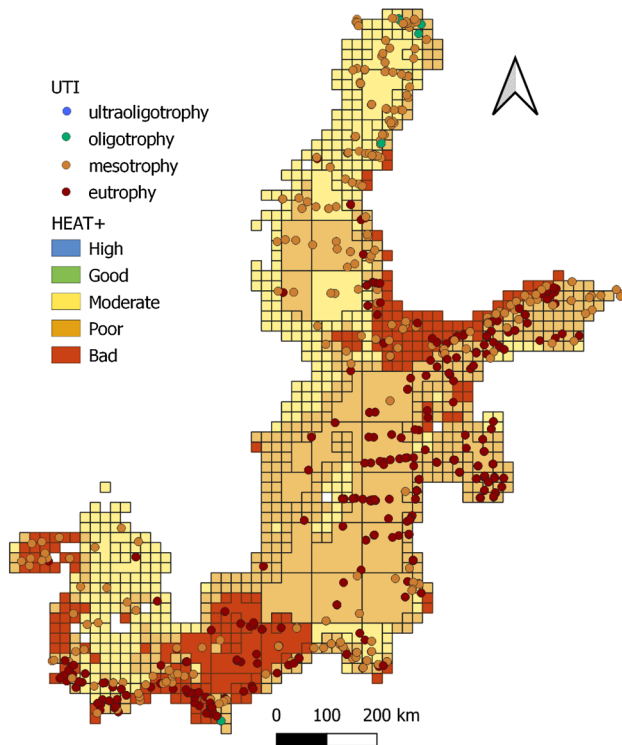 UTI
ultraoligotrophy
oligotrophy
mesotrophy
eutrophy
HEAT+
High
Good
Moderate
Poor
Bad
0 100 200 km